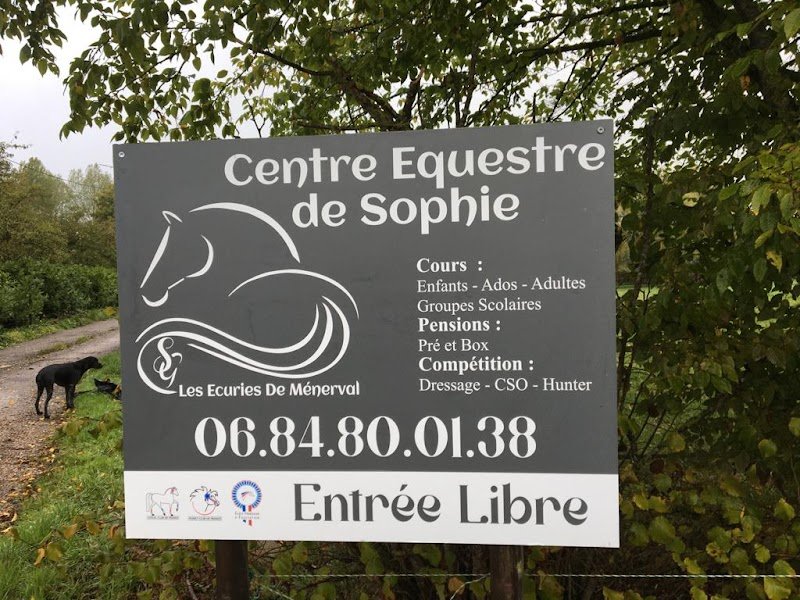 Centre Equestre
de Sophie
Cours :
Enfants - Ados - Adultes
Groupes Scolaires
Pensions :
Pré et Box
Compétition :
Dressage - CSO - Hunter
SG
Les Ecuries De Ménerval
06.84.80.01.38
Entrée Libre